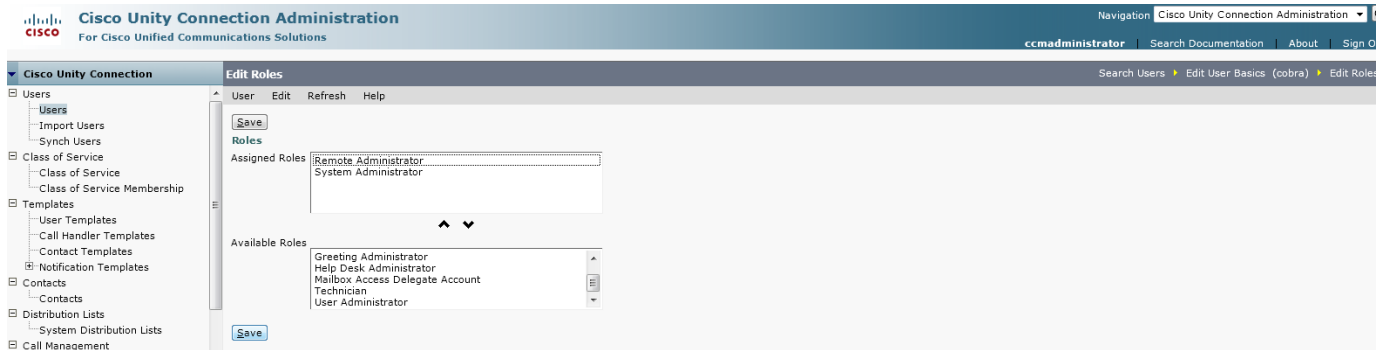 Cisco Unity Connection Administration
For Cisco Unified Communications Solutions
CISCO
Navigation Cisco Unity Connection Administration
ccmadministrator | Search Documentation | About | Sign O
Cisco Unity Connection
Users
Users
Import Users
Synch Users
Class of Service
Class of Service
Class of Service Membership
Templates
User Templates
Call Handler Templates
Contact Templates
Notification Templates
Contacts
Contacts
Distribution Lists
System Distribution Lists
Call Management
Edit Roles
Search Users Edit User Basics (cobra) Edit Roles
User Edit Refresh Help
Save
Roles
Assigned Roles
Remote Administrator
System Administrator
Available Roles
Greeting Administrator
Help Desk Administrator
Mailbox Access Delegate Account
Technician
User Administrator
Save